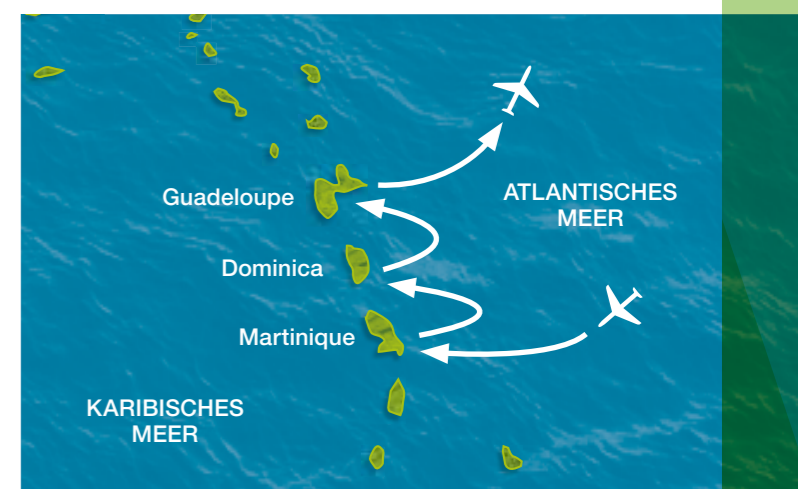 Guadeloupe
ATLANTISCHES
MEER
Dominica
Martinique
KARIBISCHES
MEER